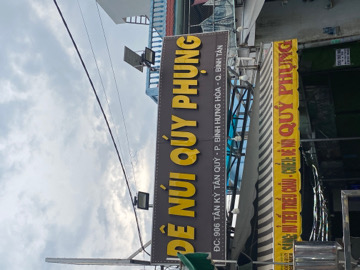 DÊ NÚI QUÝ PHỤNG
ĐC: 906 TÂN KỲ TÂN QUÝ - P. BÌNH HƯNG HÒA - Q. BÌNH TÂN
QUÝ PHỤNG